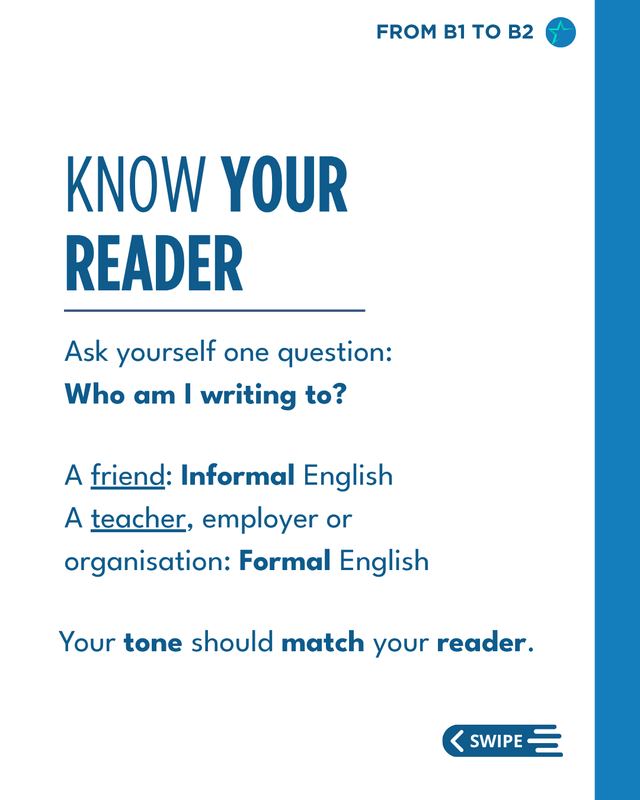 FROM B1 TO B2
KNOW YOUR
READER
Ask yourself one question:
Who am I writing to?
A friend: Informal English
A teacher, employer or
organisation: Formal English
Your tone should match your reader.
SWIPE